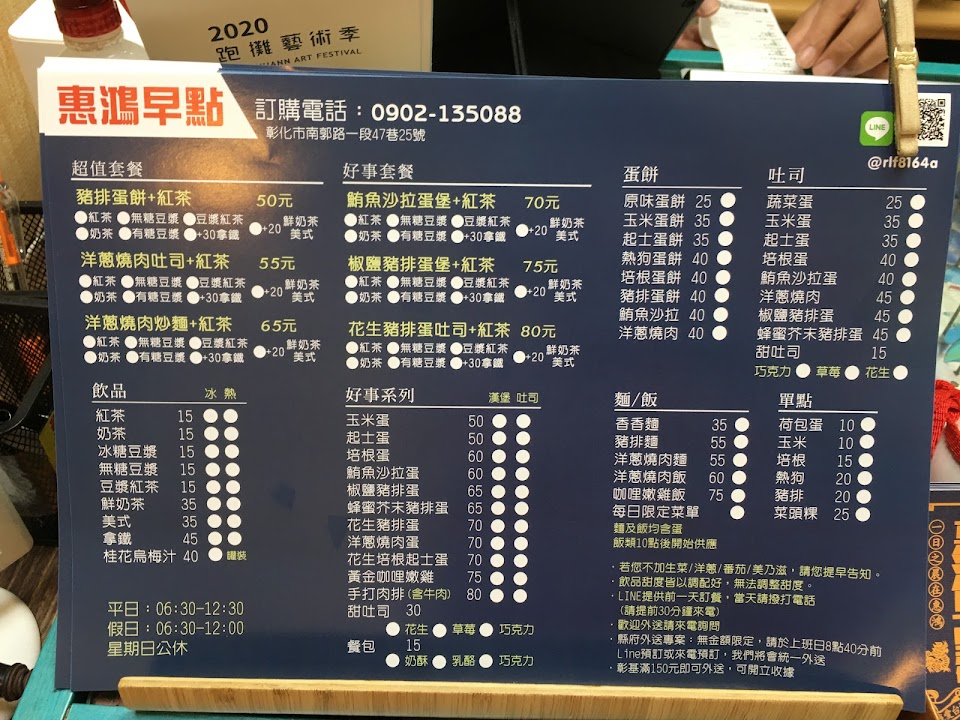 2020
跑攤藝術季
ANN ART FESTIVAL
惠鴻早點
訂購電話：0902-135088
彰化市南郭路一段47巷25號
LINE
@rlf8164a
超值套餐
豬排蛋餅+紅茶 50元
紅茶 無糖豆漿 豆漿紅茶 +20 鮮奶茶
奶茶 有糖豆漿 +30拿鐵 美式
洋蔥燒肉吐司+紅茶 55元
紅茶 無糖豆漿 豆漿紅茶 +20 鮮奶茶
奶茶 有糖豆漿 +30拿鐵 美式
洋蔥燒肉炒麵+紅茶 65元
紅茶 無糖豆漿 豆漿紅茶 +20 鮮奶茶
奶茶 有糖豆漿 +30拿鐵 美式
好事套餐
鮪魚沙拉蛋堡+紅茶 70元
紅茶 無糖豆漿 豆漿紅茶 +20 鮮奶茶
奶茶 有糖豆漿 +30拿鐵 美式
椒鹽豬排蛋堡+紅茶 75元
紅茶 無糖豆漿 豆漿紅茶 +20 鮮奶茶
奶茶 有糖豆漿 +30拿鐵 美式
花生豬排蛋吐司+紅茶 80元
紅茶 無糖豆漿 豆漿紅茶 +20 鮮奶茶
奶茶 有糖豆漿 +30拿鐵 美式
蛋餅
原味蛋餅 25
玉米蛋餅 35
起士蛋餅 35
熱狗蛋餅 40
培根蛋餅 40
豬排蛋餅 40
鮪魚沙拉 40
洋蔥燒肉 40
吐司
蔬菜蛋 25
玉米蛋 35
起士蛋 35
培根蛋 40
鮪魚沙拉蛋 40
洋蔥燒肉 45
椒鹽豬排蛋 45
蜂蜜芥末豬排蛋 45
甜吐司 15
巧克力 草莓 花生
飲品 冰 熱
紅茶 15
奶茶 15
冰糖豆漿 15
無糖豆漿 15
豆漿紅茶 15
鮮奶茶 35
美式 35
拿鐵 45
桂花烏梅汁 40 罐裝
平日：06:30-12:30
假日：06:30-12:00
星期日公休
好事系列 漢堡 吐司
玉米蛋 50
起士蛋 50
培根蛋 60
鮪魚沙拉蛋 60
椒鹽豬排蛋 65
蜂蜜芥末豬排蛋 65
花生豬排蛋 70
洋蔥燒肉蛋 70
花生培根起士蛋 70
黃金咖哩嫩雞 75
手打肉排(含牛肉) 80
甜吐司 30
花生 草莓 巧克力
餐包 15
奶酥 乳酪 巧克力
麵/飯
香香麵 35
豬排麵 55
洋蔥燒肉麵 55
洋蔥燒肉飯 60
咖哩嫩雞飯 75
每日限定菜單
麵及飯均含蛋
飯類10點後開始供應
單點
荷包蛋 10
玉米 10
培根 15
熱狗 20
豬排 20
菜頭粿 25
·若您不加生菜/洋蔥/番茄/美乃滋，請您提早告知。
·飲品甜度皆以調配好，無法調整甜度。
·LINE提供前一天訂餐，當天請撥打電話
(請提前30分鐘來電)
·歡迎外送請來電詢問
·縣府外送專案：無金額限定，請於上班日8點40分前
Line預訂或來電預訂，我們將會統一外送
·彰基滿150元即可外送，可開立收據
一日之晨在惠鴻